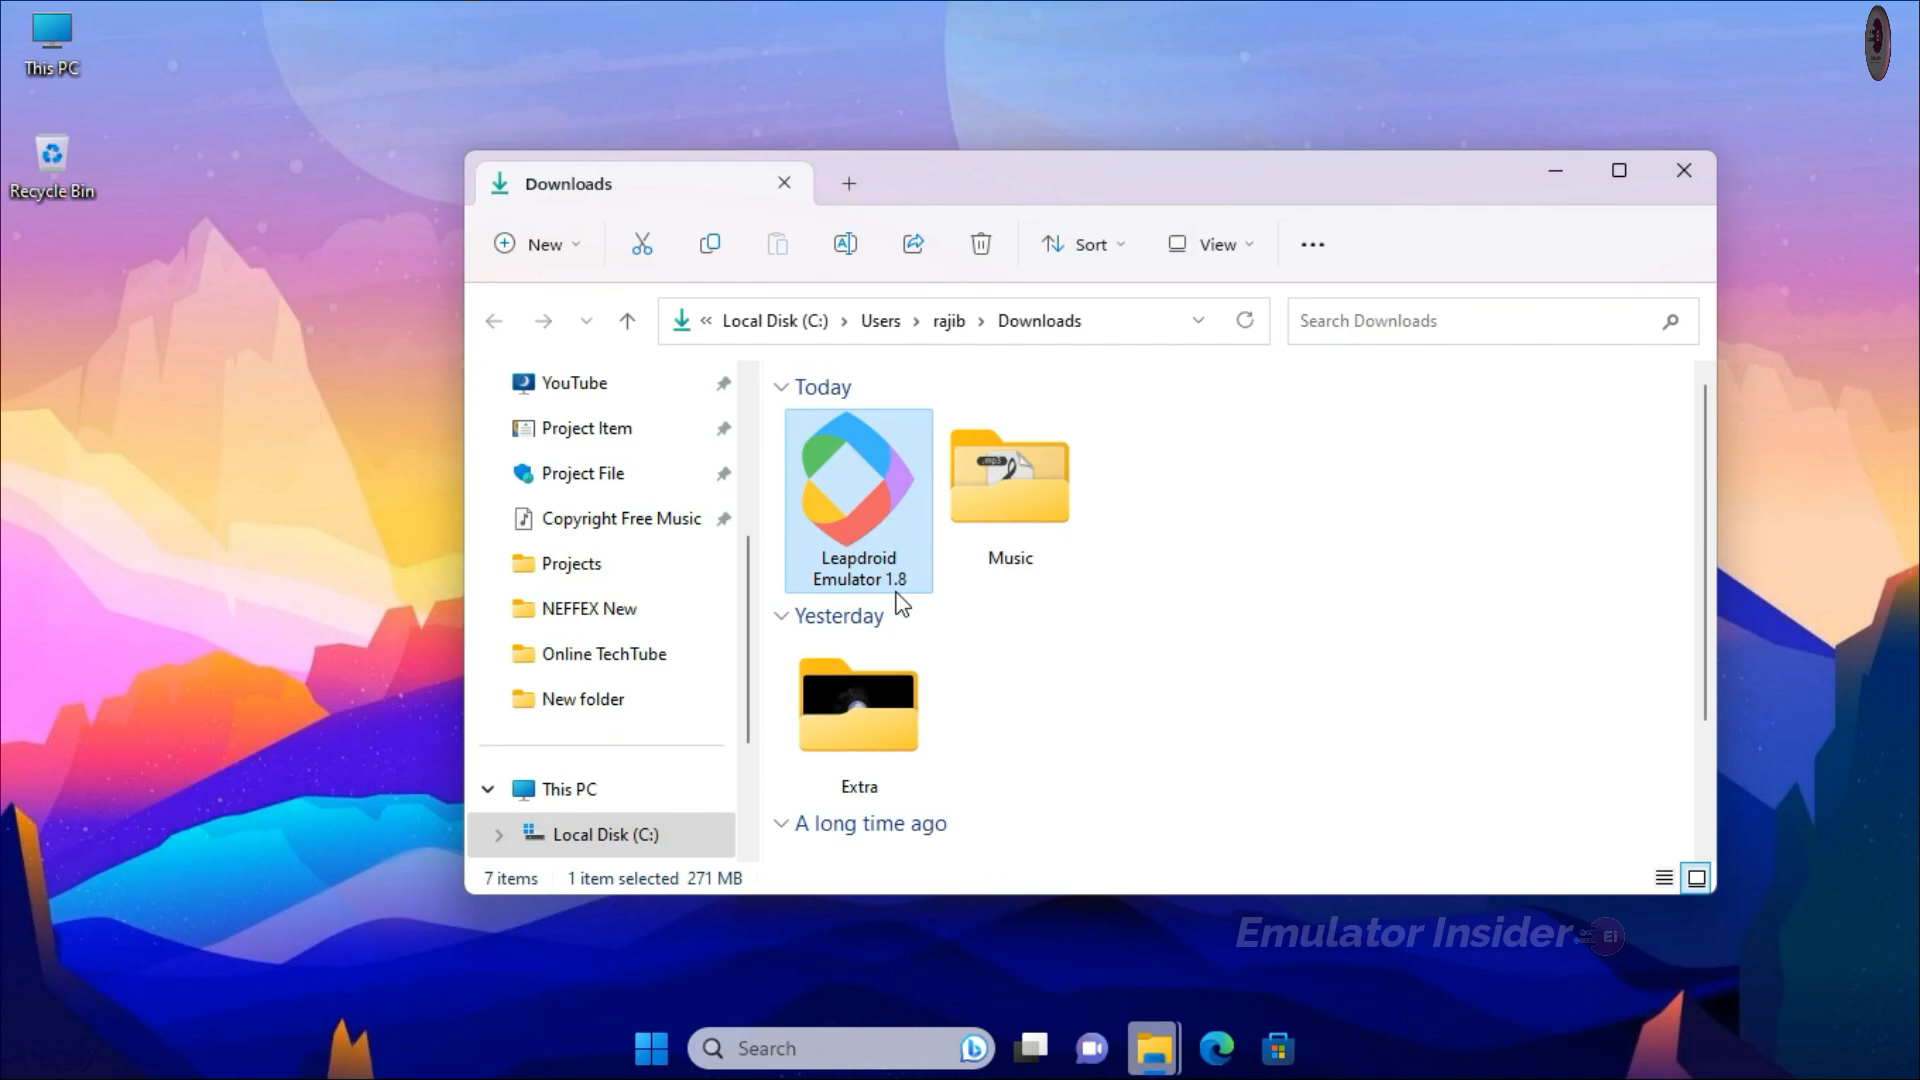 This PC
Recycle Bin
Downloads
New
Sort
View
Local Disk (C:)
Users
rajib
Downloads
Search Downloads
YouTube
Project Item
Project File
Copyright Free Music
Projects
NEFFEX New
Online TechTube
New folder
This PC
Local Disk (C:)
Today
.mp3
Leapdroid
Emulator 1.8
Music
Yesterday
Extra
A long time ago
7 items
1 item selected 271 MB
Emulator Insider
Ei
Search